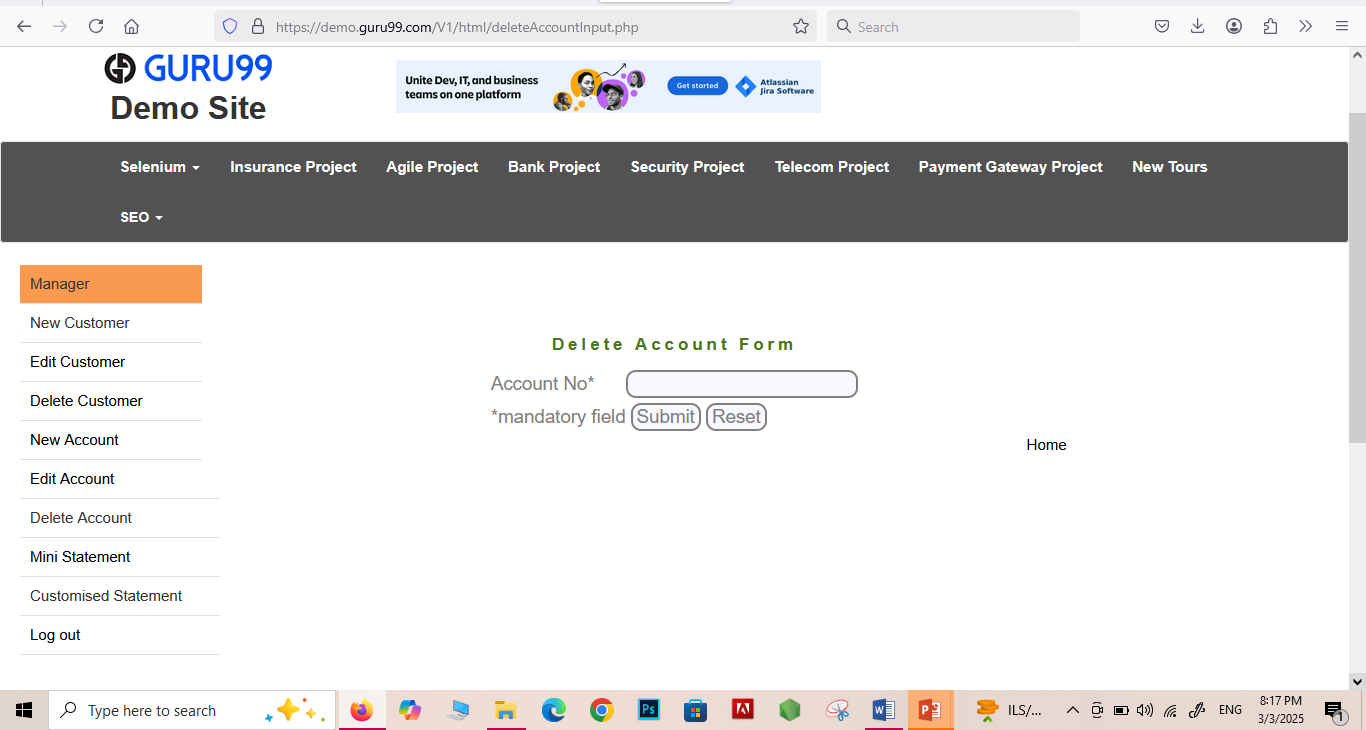 https://demo.guru99.com/V1/html/deleteAccountInput.php
Search
GURU99
Demo Site
Unite Dev, IT, and business
teams on one platform
Get started
Atlassian
Jira Software
Selenium
Insurance Project
Agile Project
Bank Project
Security Project
Telecom Project
Payment Gateway Project
New Tours
SEO
Manager
New Customer
Edit Customer
Delete Customer
New Account
Edit Account
Delete Account
Mini Statement
Customised Statement
Log out
Delete Account Form
Account No*
*mandatory field Submit Reset
Home
Type here to search
Ps
W
P
ILS/...
ENG
8:17 PM
3/3/2025
1